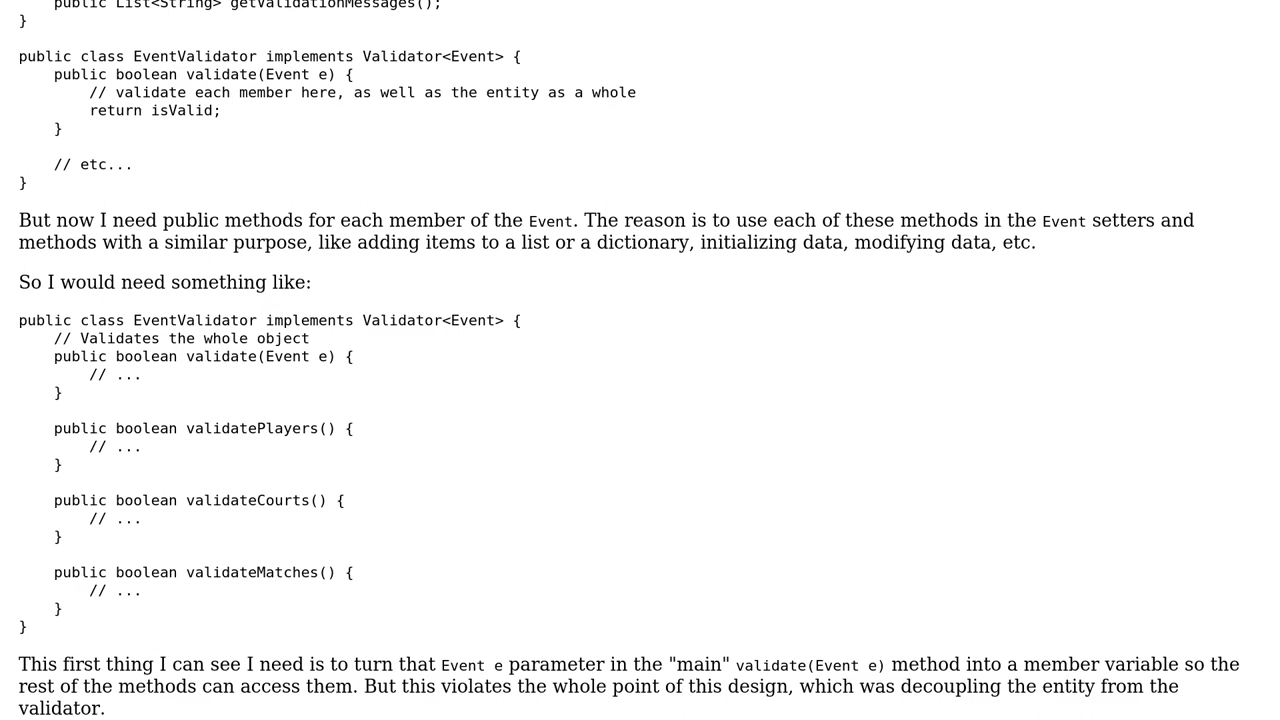 public List<String> getValidationMessages();
}

public class EventValidator implements Validator<Event> {
    public boolean validate(Event e) {
        // validate each member here, as well as the entity as a whole
        return isValid;
    }

    // etc...
}

But now I need public methods for each member of the Event. The reason is to use each of these methods in the Event setters and
methods with a similar purpose, like adding items to a list or a dictionary, initializing data, modifying data, etc.

So I would need something like:

public class EventValidator implements Validator<Event> {
    // Validates the whole object
    public boolean validate(Event e) {
        // ...
    }

    public boolean validatePlayers() {
        // ...
    }

    public boolean validateCourts() {
        // ...
    }

    public boolean validateMatches() {
        // ...
    }
}

This first thing I can see I need is to turn that Event e parameter in the "main" validate(Event e) method into a member variable so the
rest of the methods can access them. But this violates the whole point of this design, which was decoupling the entity from the
validator.